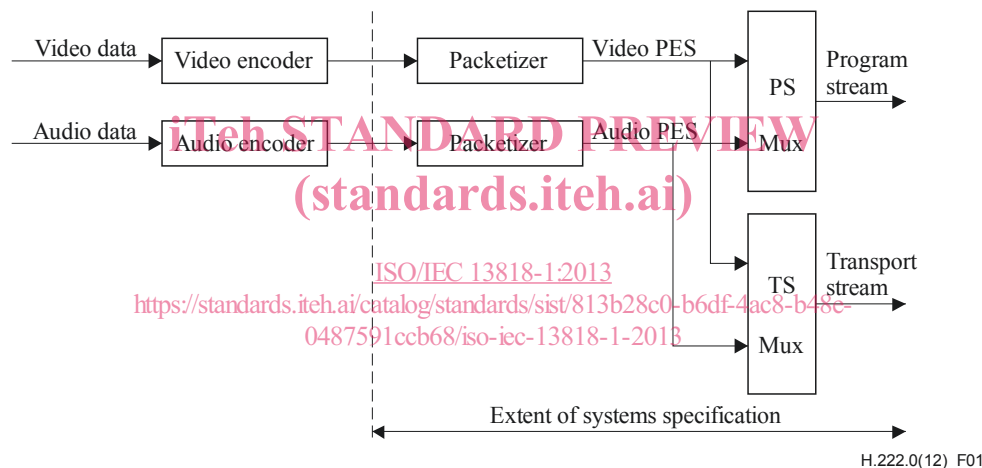 Video data
Video encoder
Packetizer
Video PES
PS
Mux
Program
stream
Audio data
Audio encoder
Packetizer
Audio PES
iTeh STANDARD PREVIEW
(standards.iteh.ai)
ISO/IEC 13818-1:2013
https://standards.iteh.ai/catalog/standards/sist/813b28c0-b6df-4ac8-b48e-
0487591ccb68/iso-iec-13818-1-2013
TS
Mux
Transport
stream
Extent of systems specification
H.222.0(12)_F01